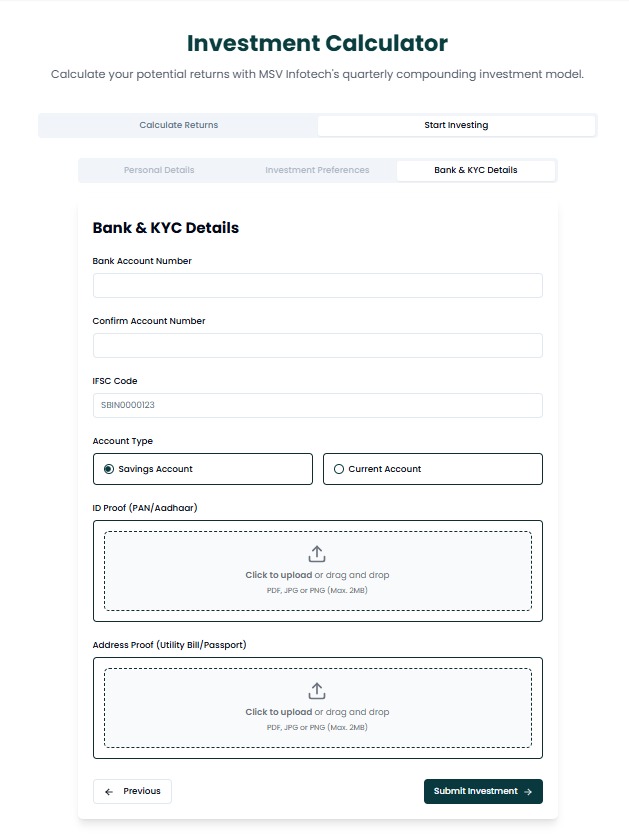 Investment Calculator
Calculate your potential returns with MSV Infotech's quarterly compounding investment model.
Calculate Returns
Start Investing
Personal Details
Investment Preferences
Bank & KYC Details
Bank & KYC Details
Bank Account Number
Confirm Account Number
IFSC Code
SBIN0000123
Account Type
Savings Account
Current Account
ID Proof (PAN/Aadhaar)
Click to upload or drag and drop
PDF, JPG or PNG (Max. 2MB)
Address Proof (Utility Bill/Passport)
Click to upload or drag and drop
PDF, JPG or PNG (Max. 2MB)
Previous
Submit Investment